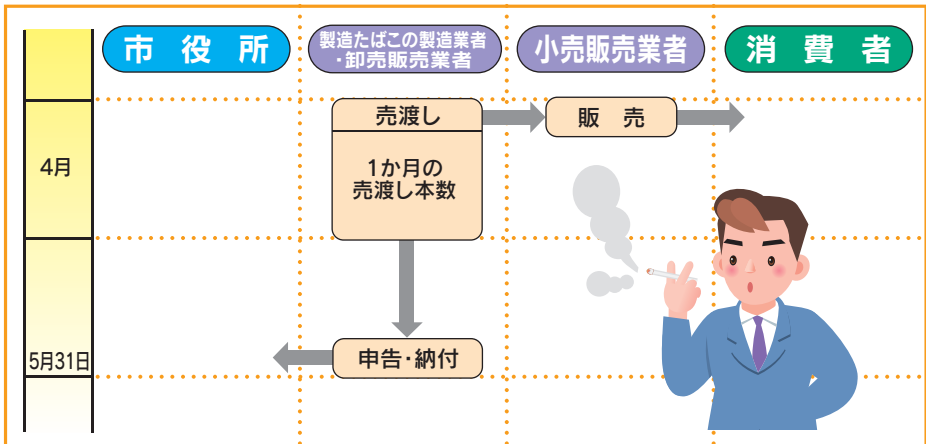 市役所
製造たばこの製造業者
・卸売販売業者
小売販売業者
消費者
4月
売渡し
1か月の
売渡し本数
販売
5月31日
申告・納付